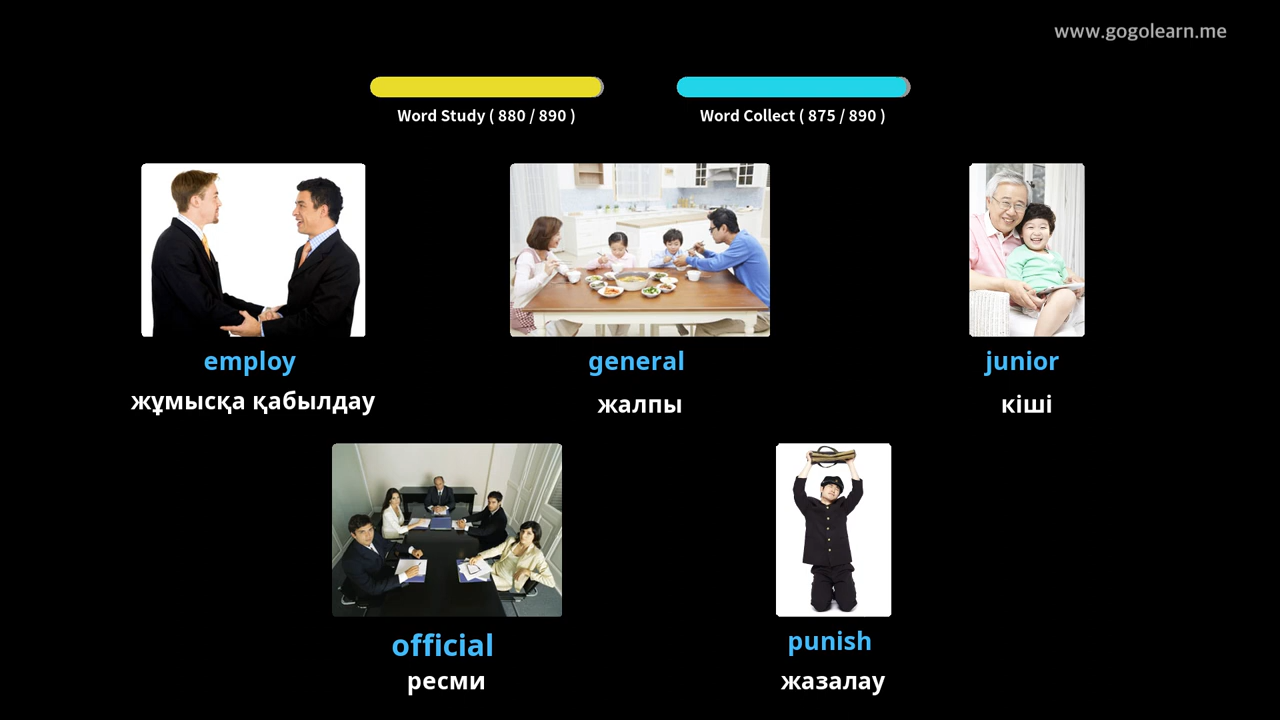 www.gogolearn.me
Word Study ( 880 / 890 )
Word Collect ( 875 / 890 )
employ
general
junior
жұмысқа қабылдау
жалпы
кіші
official
punish
ресми
жазалау